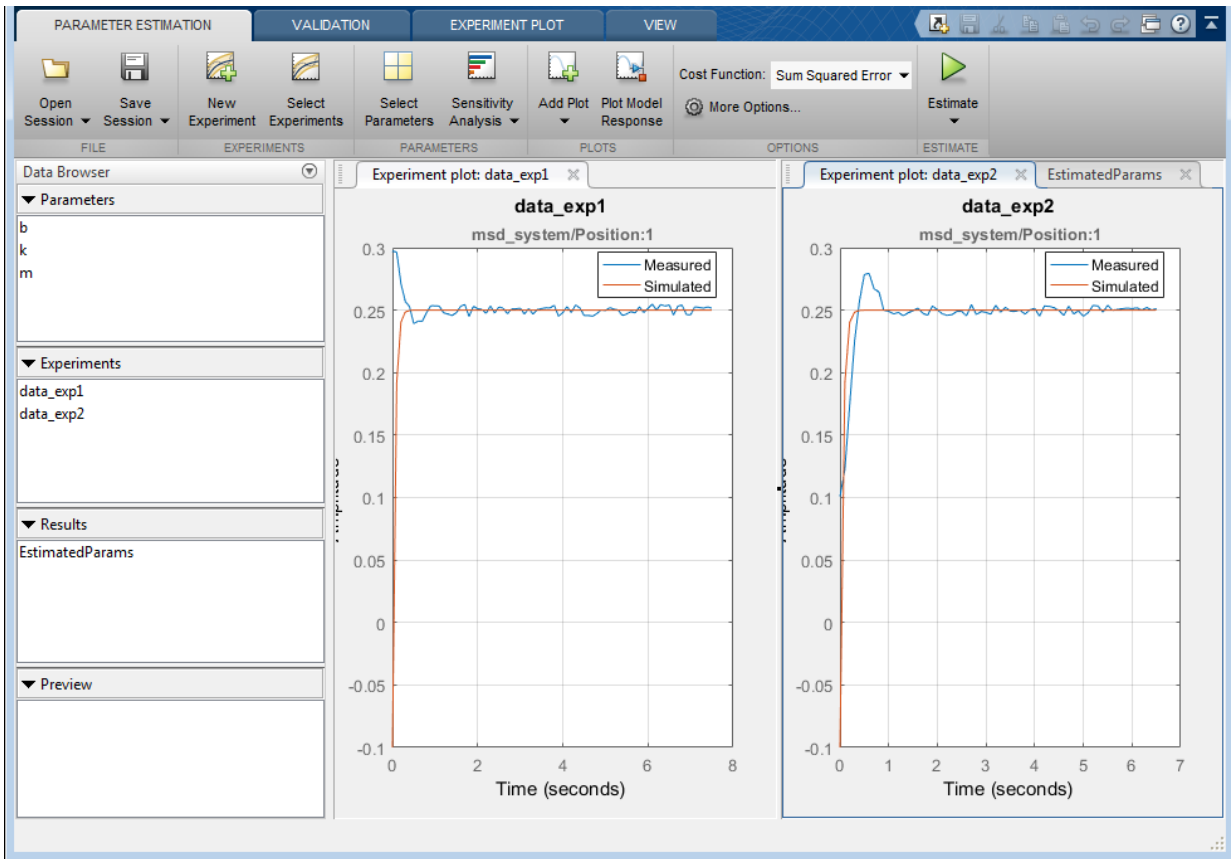 PARAMETER ESTIMATION VALIDATION EXPERIMENT PLOT VIEW
Open Session Save Session New Experiment Select Experiments Select Parameters Sensitivity Analysis Add Plot Plot Model Response Cost Function: Sum Squared Error Estimate
More Options...
FILE EXPERIMENTS PARAMETERS PLOTS OPTIONS ESTIMATE
Data Browser
Parameters
b
k
m
Experiments
data_exp1
data_exp2
Results
EstimatedParams
Preview
Experiment plot: data_exp1
data_exp1
msd_system/Position:1
Measured
Simulated
0.3
0.25
0.2
0.15
0.1
0.05
0
-0.05
-0.1
0 2 4 6 8
Time (seconds)
Experiment plot: data_exp2 EstimatedParams
data_exp2
msd_system/Position:1
Measured
Simulated
0.3
0.25
0.2
0.15
0.1
0.05
0
-0.05
-0.1
0 1 2 3 4 5 6 7
Time (seconds)